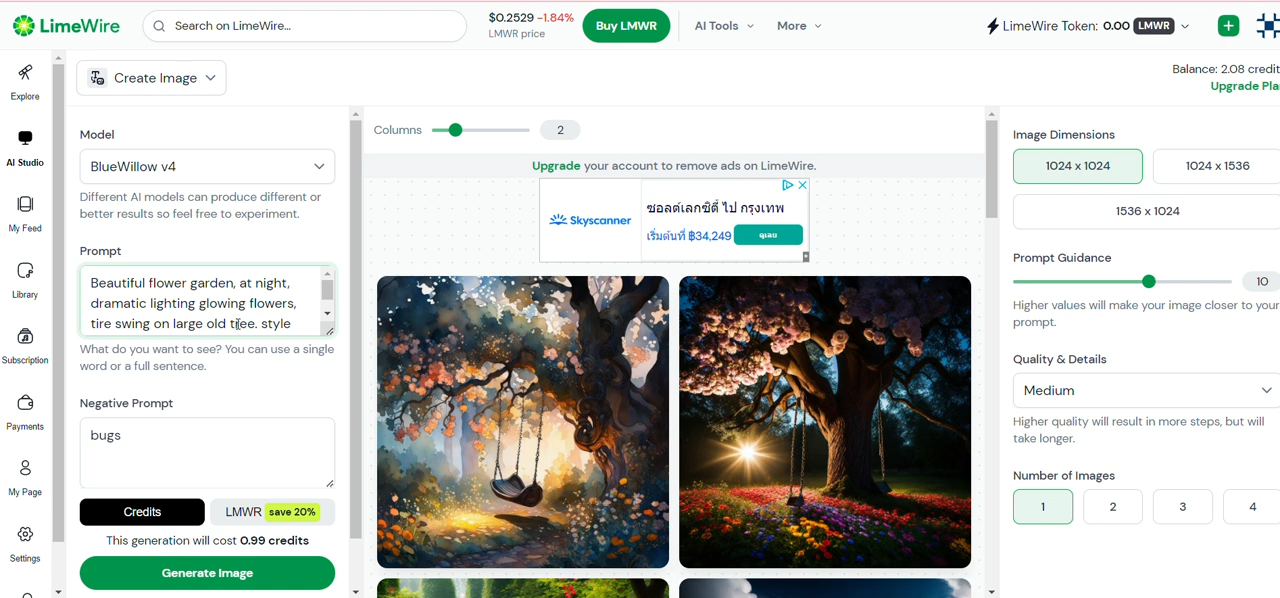 LimeWire
Search on LimeWire...
$0.2529 -1.84%
LMWR price
Buy LMWR
AI Tools
More
LimeWire Token: 0.00 LMWR
Explore
AI Studio
My Feed
Library
Subscription
Payments
My Page
Settings
Create Image
Balance: 2.08 credit
Upgrade Pla
Model
BlueWillow v4
Different AI models can produce different or
better results so feel free to experiment.
Prompt
Beautiful flower garden, at night,
dramatic lighting glowing flowers,
tire swing on large old tree. style
What do you want to see? You can use a single
word or a full sentence.
Negative Prompt
bugs
Credits
LMWR save 20%
This generation will cost 0.99 credits
Generate Image
Columns
2
Upgrade your account to remove ads on LimeWire.
Skyscanner
ซอลต์เลกซิตี้ ไป กรุงเทพ
เริ่มต้นที่ ฿34,249
ดูเลย
Image Dimensions
1024 x 1024
1024 x 1536
1536 x 1024
Prompt Guidance
10
Higher values will make your image closer to your
prompt.
Quality & Details
Medium
Higher quality will result in more steps, but will
take longer.
Number of Images
1
2
3
4